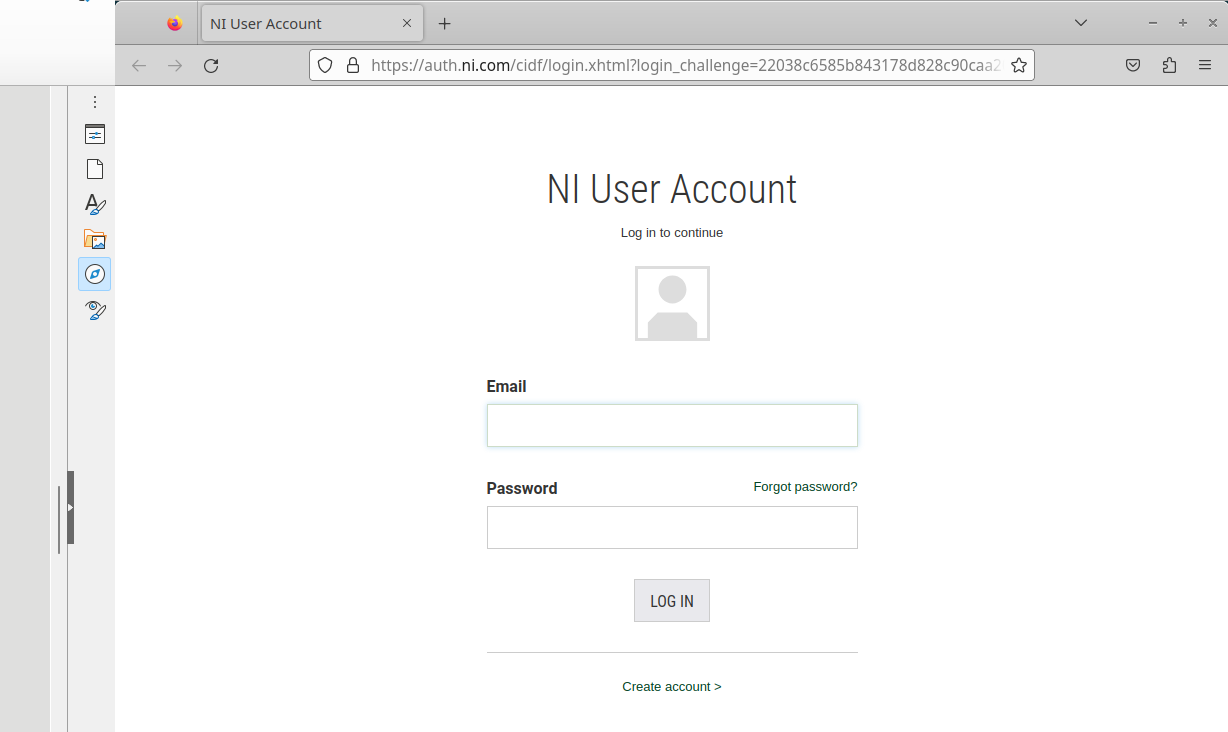 NI User Account
https://auth.ni.com/cidf/login.xhtml?login_challenge=22038c6585b843178d828c90caa2
NI User Account
Log in to continue
Email
Password
Forgot password?
LOG IN
Create account >